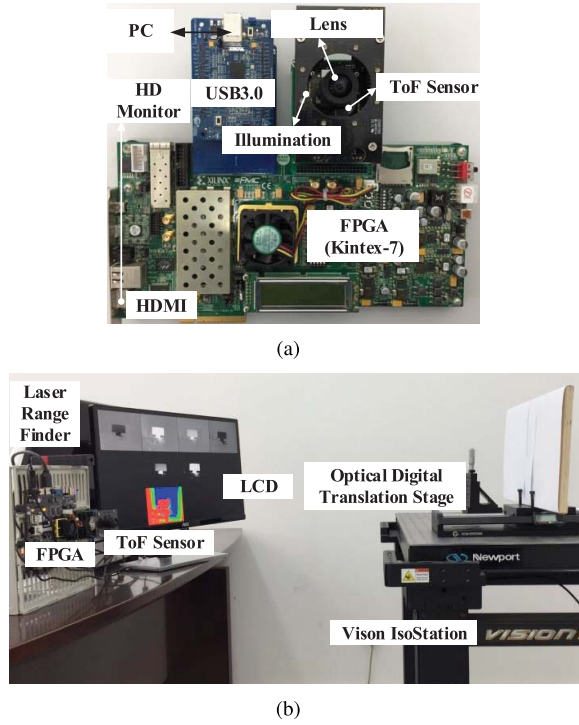 PC
Lens
HD
Monitor
USB3.0
ToF Sensor
Illumination
XILINX
FMC
FPGA
(Kintex-7)
HDMI
(a)
Laser
Range
Finder
LCD
Optical Digital
Translation Stage
FPGA
ToF Sensor
Newport
Vison IsoStation
VISION
(b)